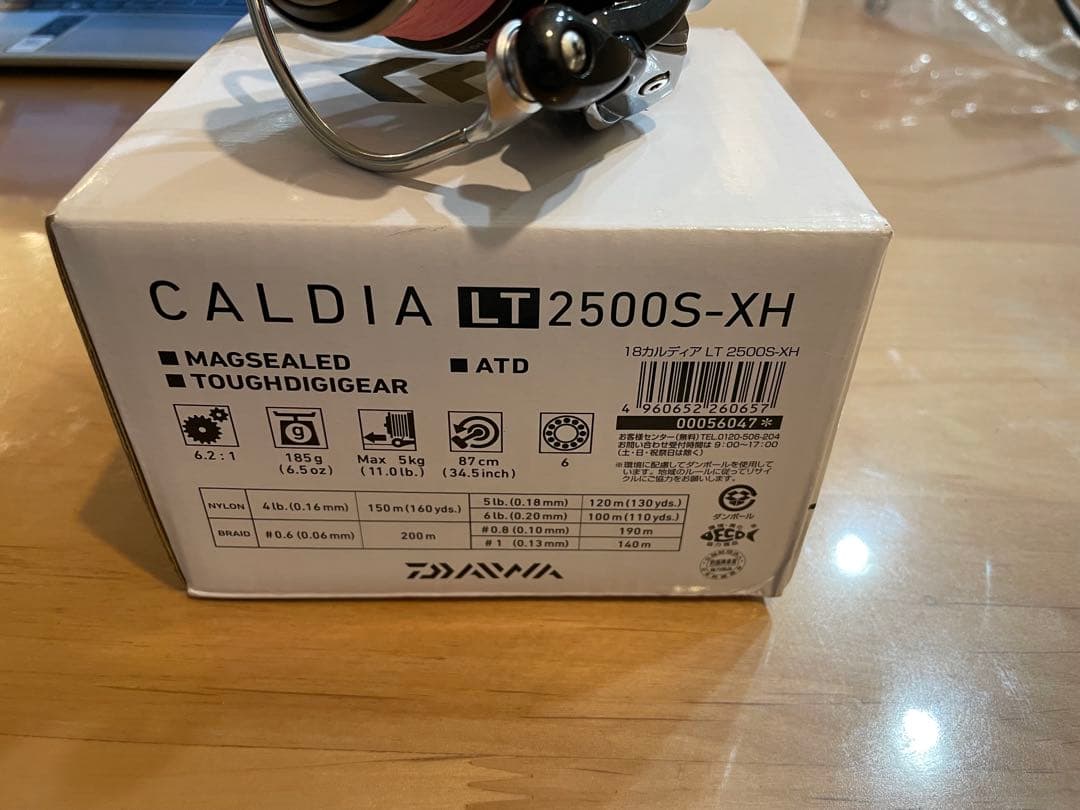 CALDIA LT 2500S-XH
■ MAGSEALED
■ ATD
■ TOUGHDIGIGEAR
18カルディア LT 2500S-XH
4 960652 260657
00056047*
お客様センター(無料)TEL0120-506-204
お問い合わせ受付時間は 9:00~17:00
(土・日・祝祭日は除く)
※環境に配慮してダンボールを使用して
います。地域のルールに従ってリサイ
クルにご協力をお願いします。
g
6.2:1
185g
(6.5oz)
Max 5kg
(11.0lb.)
87cm
(34.5inch)
6
NYLON 4lb.(0.16mm) 150m(160yds.) 5lb.(0.18mm) 120m(130yds.)
6lb.(0.20mm) 100m(110yds.)
BRAID #0.6(0.06mm) 200m #0.8(0.10mm) 190m
#1 (0.13mm) 140m
ダンボール
ECO
DAIWA